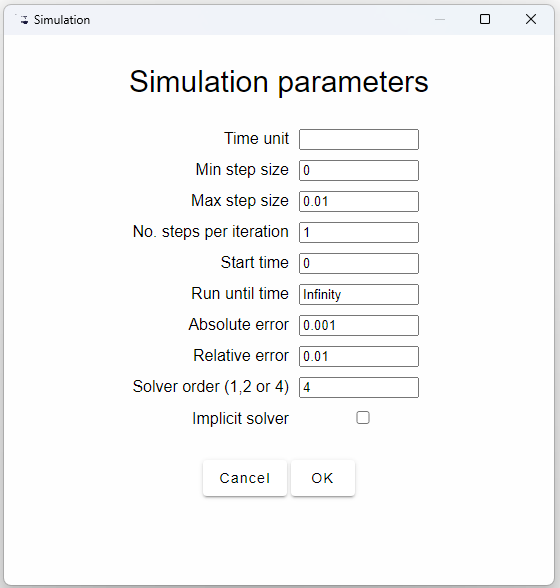 Simulation
Simulation parameters
Time unit
Min step size 0
Max step size 0.01
No. steps per iteration 1
Start time 0
Run until time Infinity
Absolute error 0.001
Relative error 0.01
Solver order (1,2 or 4) 4
Implicit solver
Cancel OK